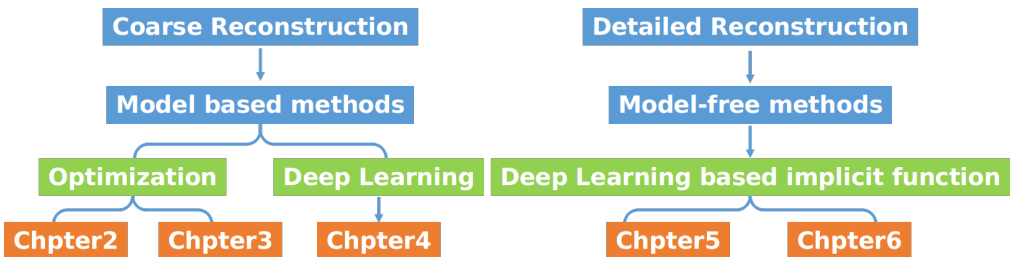 Coarse Reconstruction
Detailed Reconstruction
Model based methods
Model-free methods
Optimization
Deep Learning
Deep Learning based implicit function
Chpter2
Chpter3
Chpter4
Chpter5
Chpter6